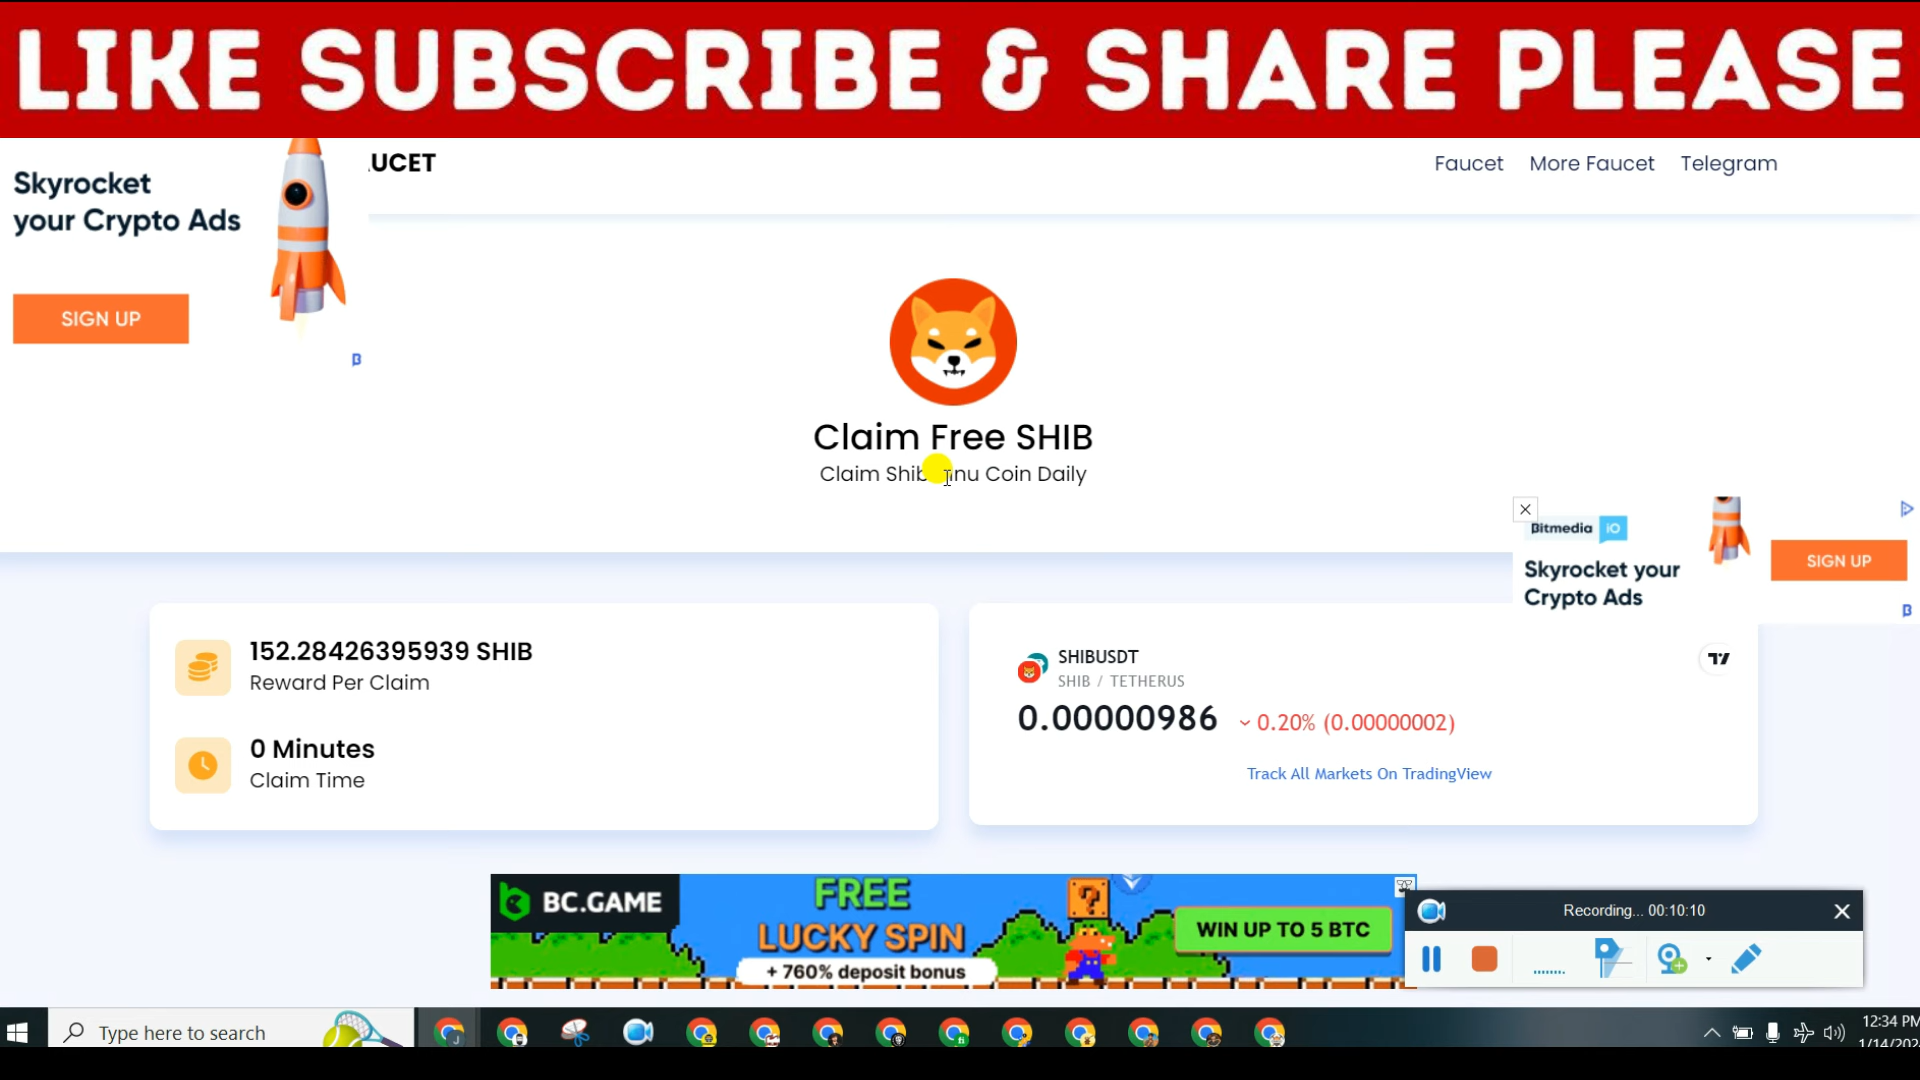 LIKE SUBSCRIBE & SHARE PLEASE
Skyrocket
your Crypto Ads
SIGN UP
UCET
Faucet More Faucet Telegram
Claim Free SHIB
Claim Shib Inu Coin Daily
Bitmedia iO
Skyrocket your
Crypto Ads
SIGN UP
152.28426395939 SHIB
Reward Per Claim
0 Minutes
Claim Time
SHIBUSDT
SHIB / TETHERUS
0.00000986 0.20% (0.00000002)
Track All Markets On TradingView
BC.GAME
FREE
LUCKY SPIN
+ 760% deposit bonus
WIN UP TO 5 BTC
Recording... 00:10:10
Type here to search
12:34 PM
1/14/202